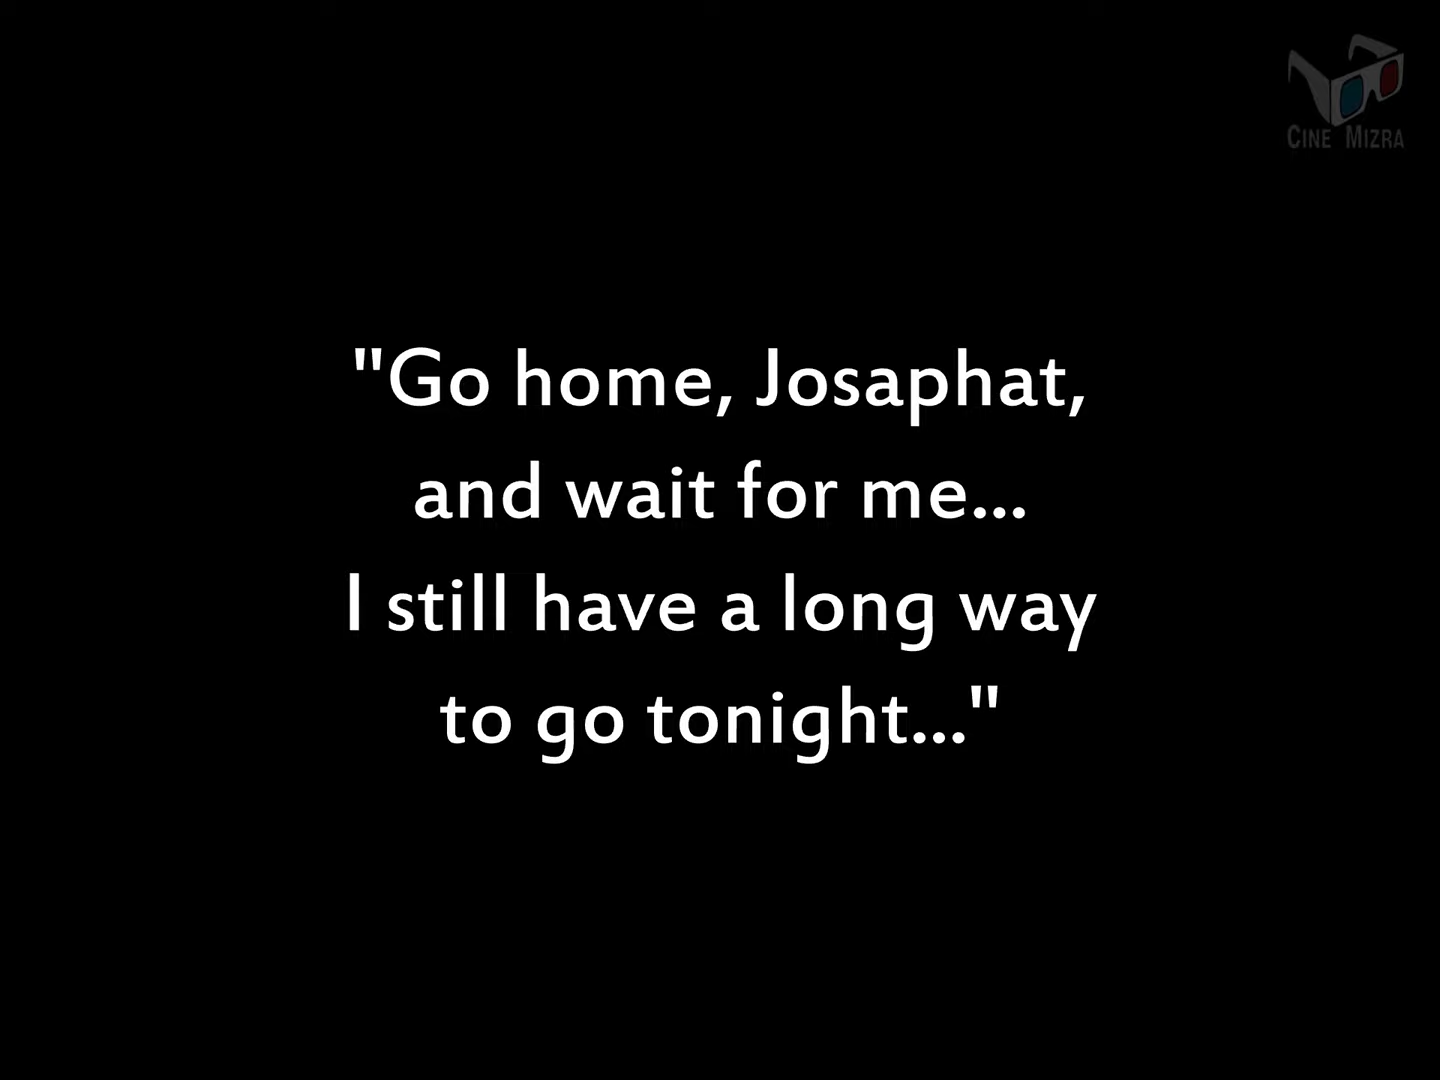 CINE MIZRA
"Go home, Josaphat,
and wait for me...
I still have a long way
to go tonight..."